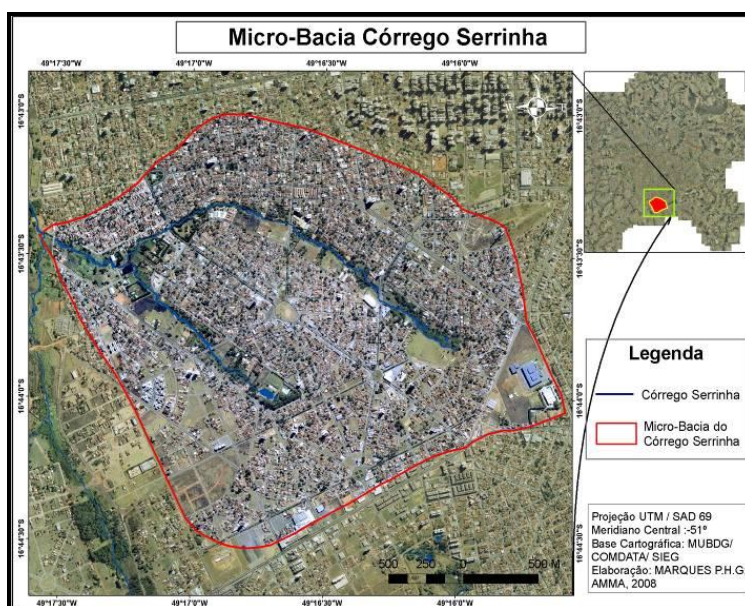 Micro-Bacia Córrego Serrinha
49°17'30"W 49°17'0"W 49°16'30"W 49°16'0"W
16°43'0"S 16°43'0"S
16°43'30"S 16°43'30"S
16°44'0"S 16°44'0"S
16°44'30"S 16°44'30"S
Legenda
Córrego Serrinha
Micro-Bacia do
Córrego Serrinha
500 250 0 500 M
Projeção UTM / SAD 69
Meridiano Central :-51º
Base Cartográfica: MUBDG/
COMDATA/ SIEG
Elaboração: MARQUES P.H.G.
AMMA, 2008
49°17'30"W 49°17'0"W 49°16'30"W 49°16'0"W